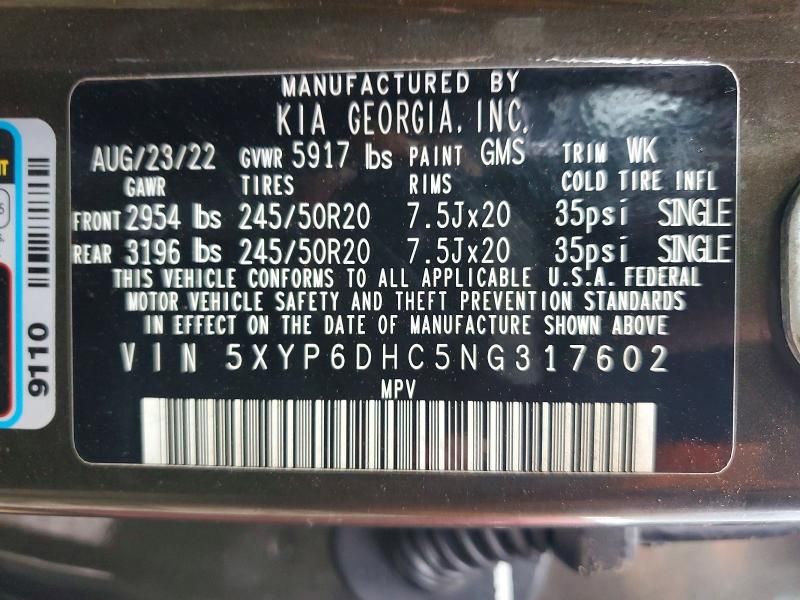 MANUFACTURED BY
KIA GEORGIA, INC.
AUG/23/22 GVWR 5917 lbs PAINT GMS TRIM WK
GAWR TIRES RIMS COLD TIRE INFL
FRONT 2954 lbs 245/50R20 7.5Jx20 35psi SINGLE
REAR 3196 lbs 245/50R20 7.5Jx20 35psi SINGLE
THIS VEHICLE CONFORMS TO ALL APPLICABLE U.S.A. FEDERAL
MOTOR VEHICLE SAFETY AND THEFT PREVENTION STANDARDS
IN EFFECT ON THE DATE OF MANUFACTURE SHOWN ABOVE
VIN 5XYP6DHC5NG317602
MPV
9110